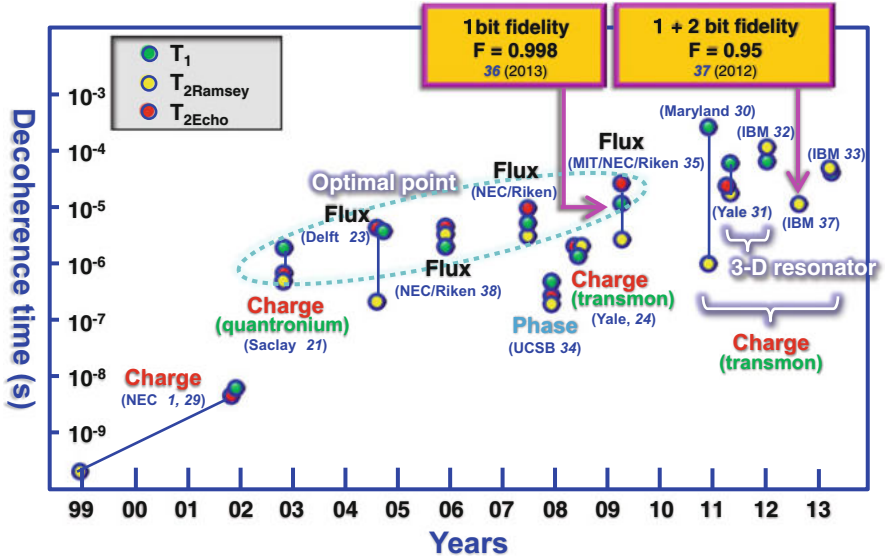 1bit fidelity
F = 0.998
36 (2013)
1 + 2 bit fidelity
F = 0.95
37 (2012)
T1
T2Ramsey
T2Echo
Decoherence time (s)
10-3
10-4
10-5
10-6
10-7
10-8
10-9
(Maryland 30)
(IBM 32)
(IBM 33)
Flux
(MIT/NEC/Riken 35)
Flux
(NEC/Riken)
Optimal point
Flux
(Delft 23)
(Yale 31)
(IBM 37)
3-D resonator
Flux
(NEC/Riken 38)
Charge
(transmon)
(Yale, 24)
Charge
(quantronium)
(Saclay 21)
Phase
(UCSB 34)
Charge
(transmon)
Charge
(NEC 1, 29)
99 00 01 02 03 04 05 06 07 08 09 10 11 12 13
Years